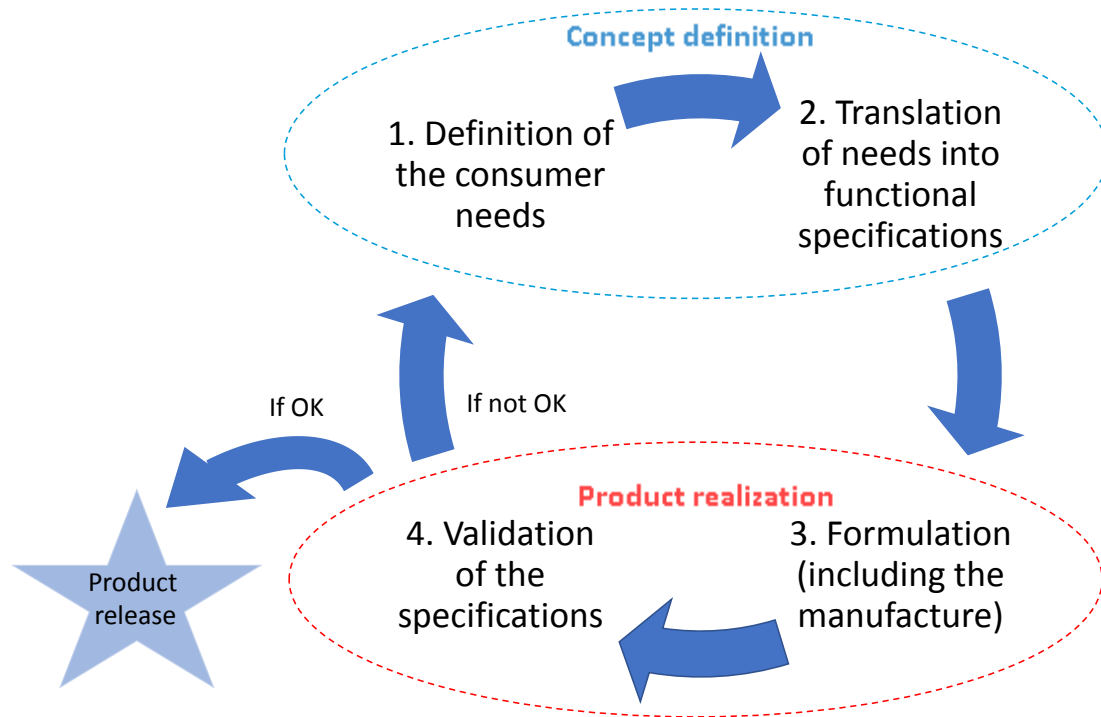 Concept definition
1. Definition of
the consumer
needs
2. Translation
of needs into
functional
specifications
If OK
If not OK
Product realization
4. Validation
of the
specifications
3. Formulation
(including the
manufacture)
Product
release